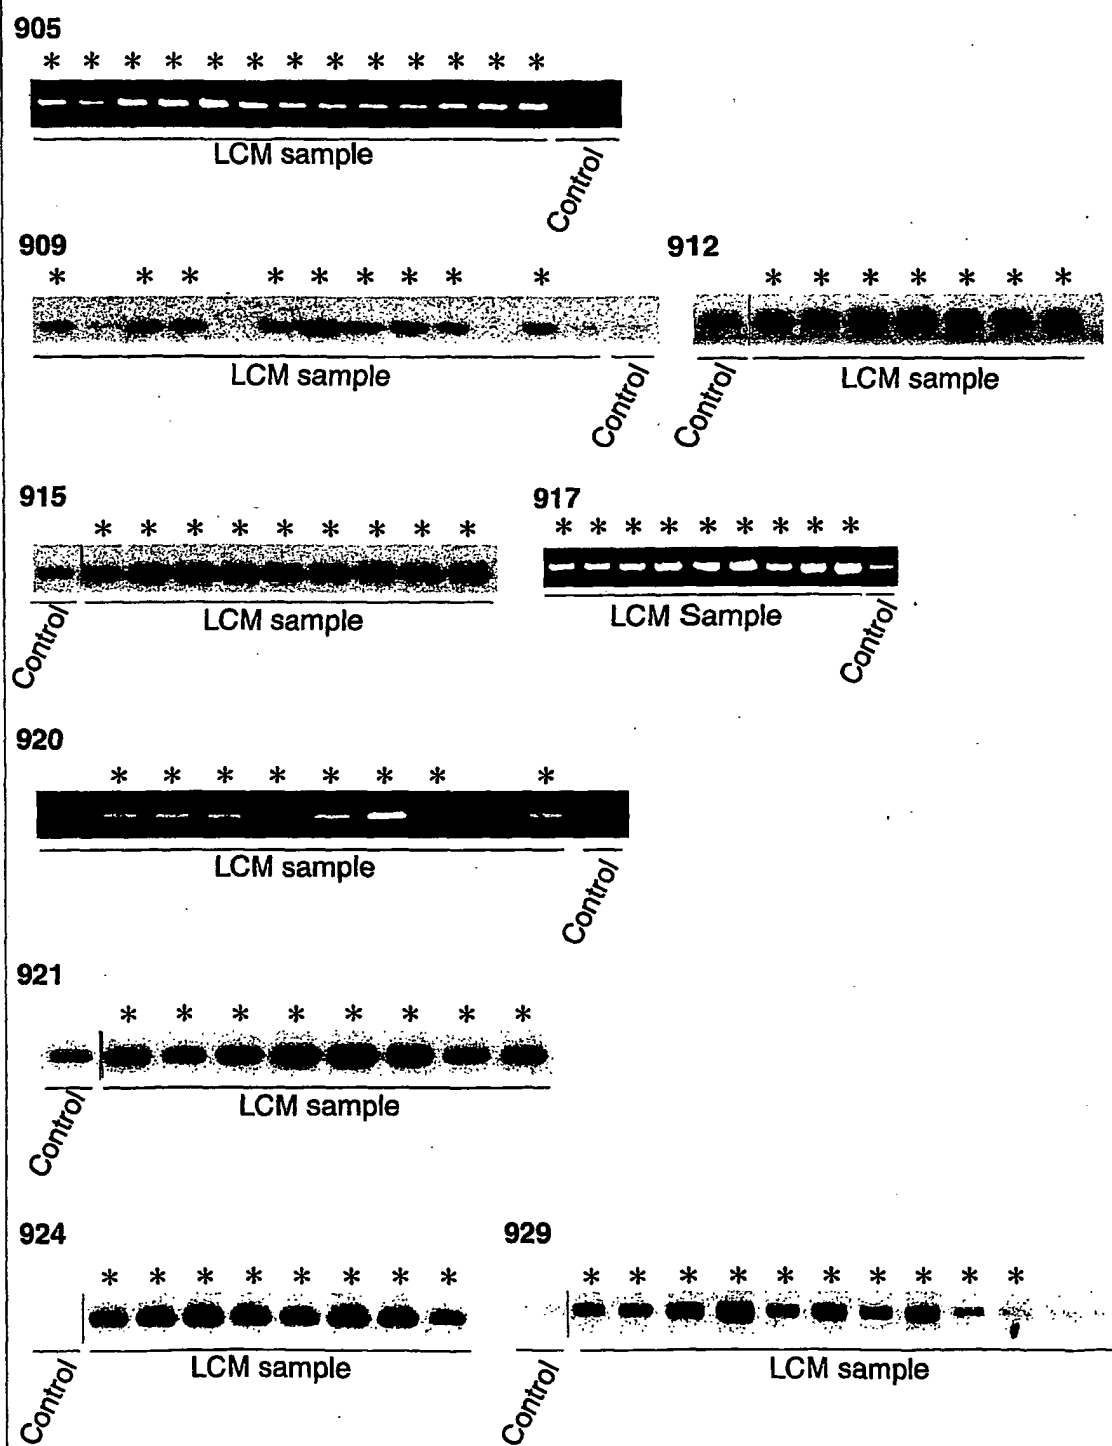 905
* * * * * * * * * * * * *
LCM sample
Control
909 912
* * * * * * * * * * * * * * * *
LCM sample Control Control LCM sample
915 917
* * * * * * * * * * * * * * * * * *
Control LCM sample LCM Sample Control
920
* * * * * * * *
LCM sample
Control
921
* * * * * * * *
Control LCM sample
924 929
* * * * * * * * * * * * * * * * * *
Control LCM sample Control LCM sample